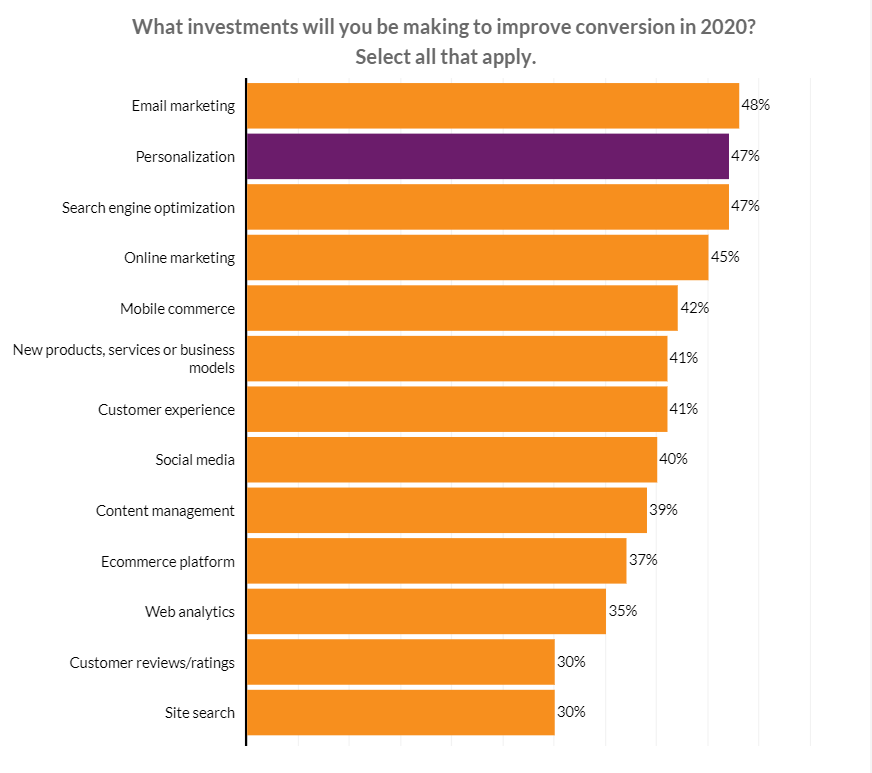 What investments will you be making to improve conversion in 2020?
Select all that apply.
Email marketing 48%
Personalization 47%
Search engine optimization 47%
Online marketing 45%
Mobile commerce 42%
New products, services or business
models 41%
Customer experience 41%
Social media 40%
Content management 39%
Ecommerce platform 37%
Web analytics 35%
Customer reviews/ratings 30%
Site search 30%